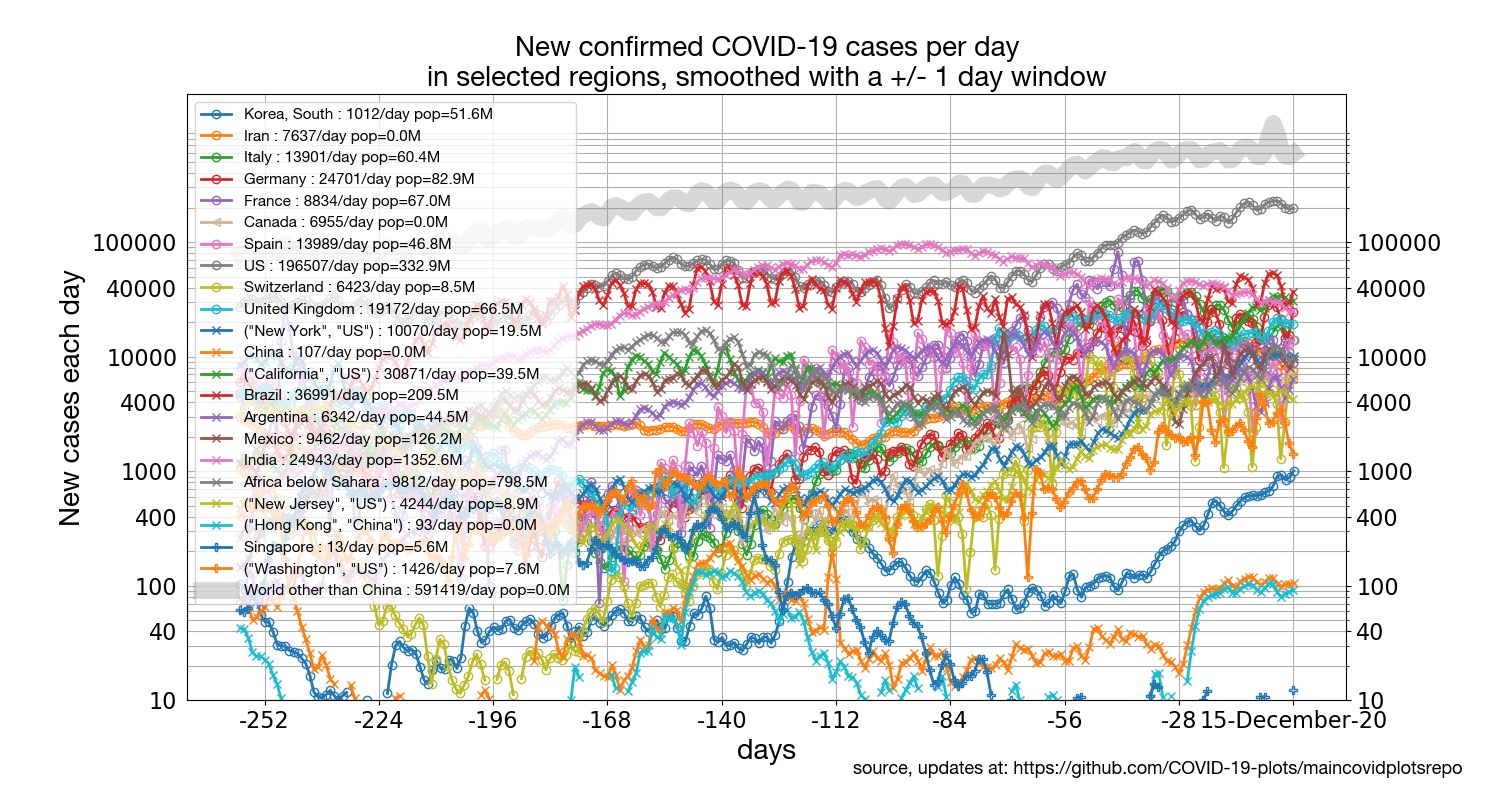 New confirmed COVID-19 cases per day
in selected regions, smoothed with a +/- 1 day window
Korea, South : 1012/day pop=51.6M
Iran : 7637/day pop=0.0M
Italy : 13901/day pop=60.4M
Germany : 24701/day pop=82.9M
France : 8834/day pop=67.0M
Canada : 6955/day pop=0.0M
Spain : 13989/day pop=46.8M
US : 196507/day pop=332.9M
Switzerland : 6423/day pop=8.5M
United Kingdom : 19172/day pop=66.5M
("New York", "US") : 10070/day pop=19.5M
China : 107/day pop=0.0M
("California", "US") : 30871/day pop=39.5M
Brazil : 36991/day pop=209.5M
Argentina : 6342/day pop=44.5M
Mexico : 9462/day pop=126.2M
India : 24943/day pop=1352.6M
Africa below Sahara : 9812/day pop=798.5M
("New Jersey", "US") : 4244/day pop=8.9M
("Hong Kong", "China") : 93/day pop=0.0M
Singapore : 13/day pop=5.6M
("Washington", "US") : 1426/day pop=7.6M
World other than China : 591419/day pop=0.0M
New cases each day
100000
40000
10000
4000
1000
400
100
40
10
100000
40000
10000
4000
1000
400
100
40
10
-252 -224 -196 -168 -140 -112 -84 -56 -28 15-December-20
days
source, updates at: https://github.com/COVID-19-plots/maincovidplotsrepo